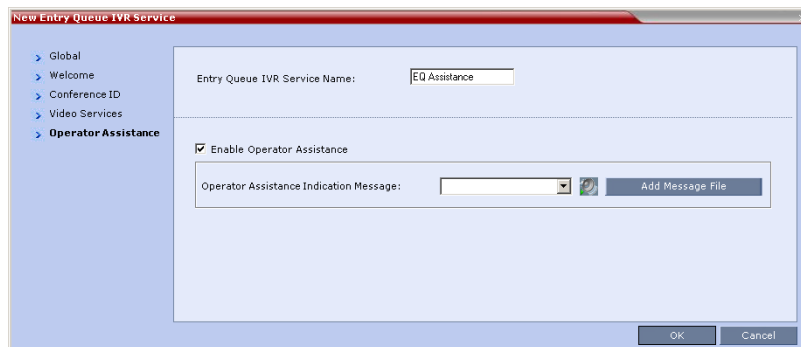 New Entry Queue IVR Service
Global
Welcome
Conference ID
Video Services
Operator Assistance
Entry Queue IVR Service Name: EQ Assistance
Enable Operator Assistance
Operator Assistance Indication Message: Add Message File
OK Cancel